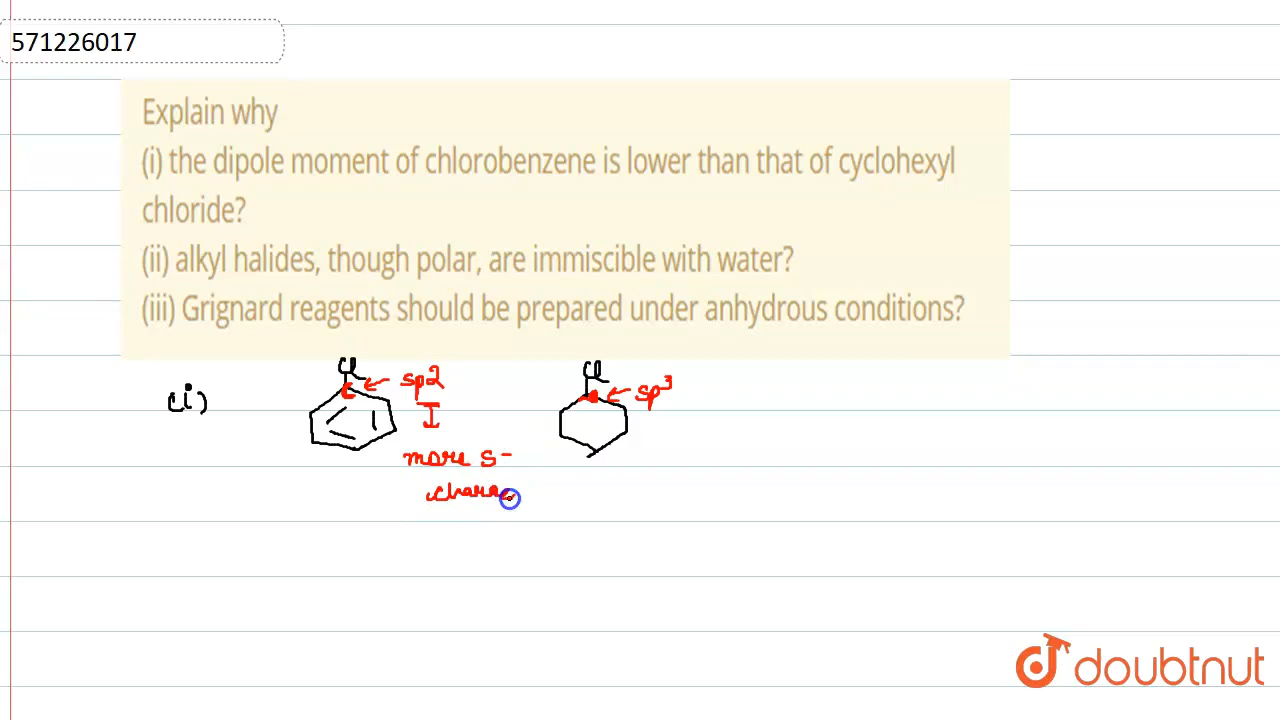 571226017
Explain why
(i) the dipole moment of chlorobenzene is lower than that of cyclohexyl
chloride?
(ii) alkyl halides, though polar, are immiscible with water?
(iii) Grignard reagents should be prepared under anhydrous conditions?
(i)
Cl
sp2
I
more s-
charac
Cl
sp3
doubtnut